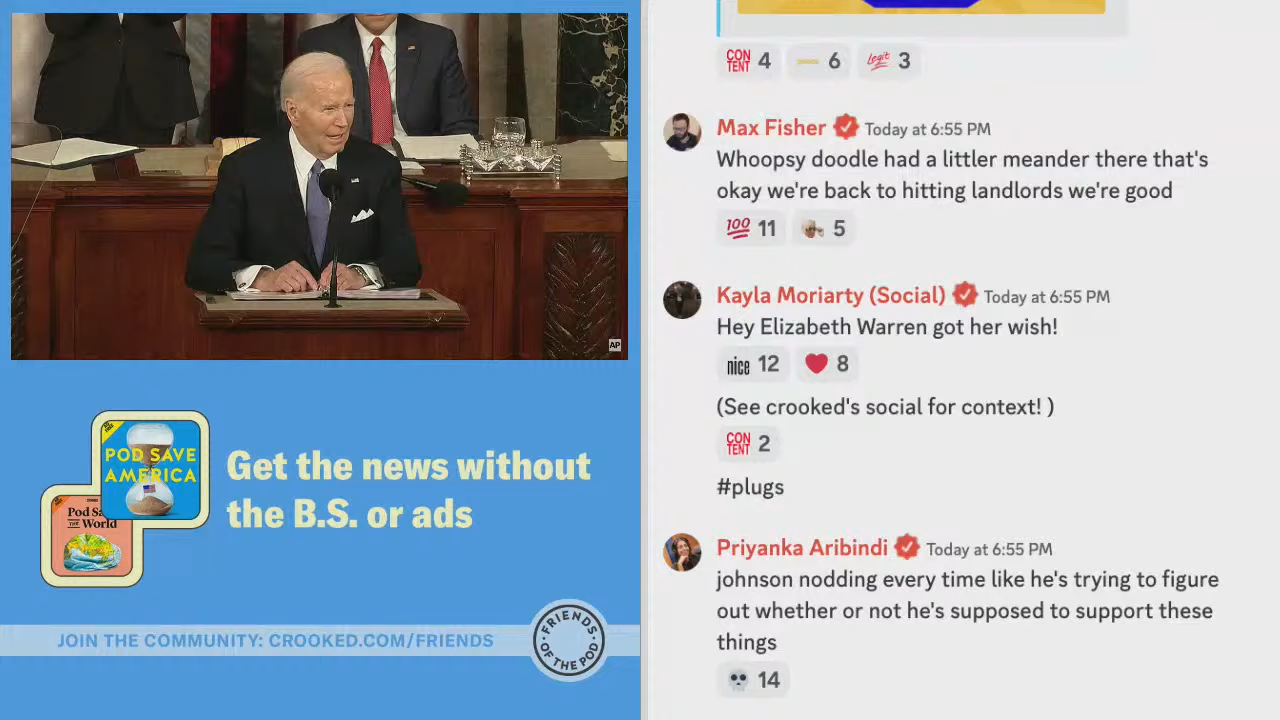 AP
POD SAVE
AMERICA
Pod Sa
THE World
Get the news without
the B.S. or ads
JOIN THE COMMUNITY: CROOKED.COM/FRIENDS
FRIENDS
OF THE POD
CON
TENT 4
6
Legit 3
Max Fisher Today at 6:55 PM
Whoopsy doodle had a littler meander there that's
okay we're back to hitting landlords we're good
100 11
5
Kayla Moriarty (Social) Today at 6:55 PM
Hey Elizabeth Warren got her wish!
nice 12
8
(See crooked's social for context! )
CON
TENT 2
#plugs
Priyanka Aribindi Today at 6:55 PM
johnson nodding every time like he's trying to figure
out whether or not he's supposed to support these
things
14